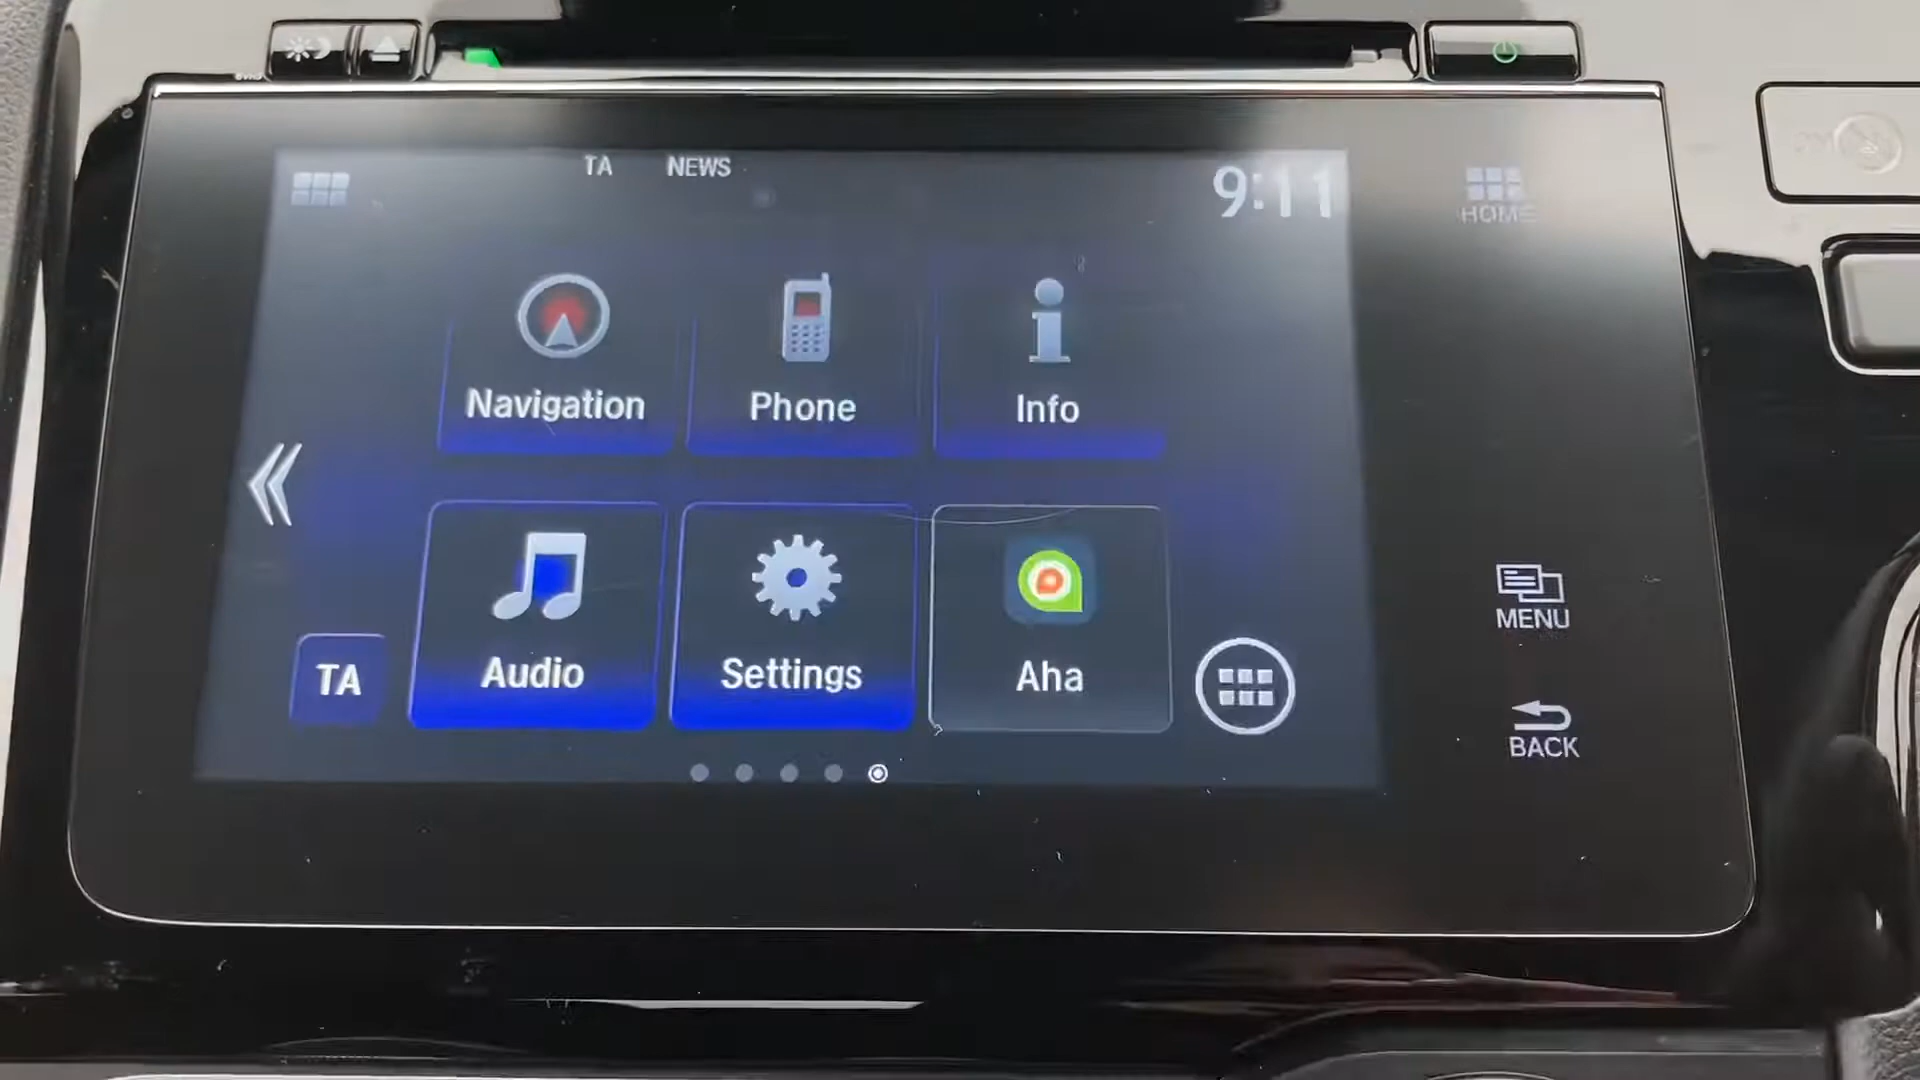 TA NEWS
9:11
HOME
Navigation Phone Info
Audio Settings Aha
TA
MENU
BACK